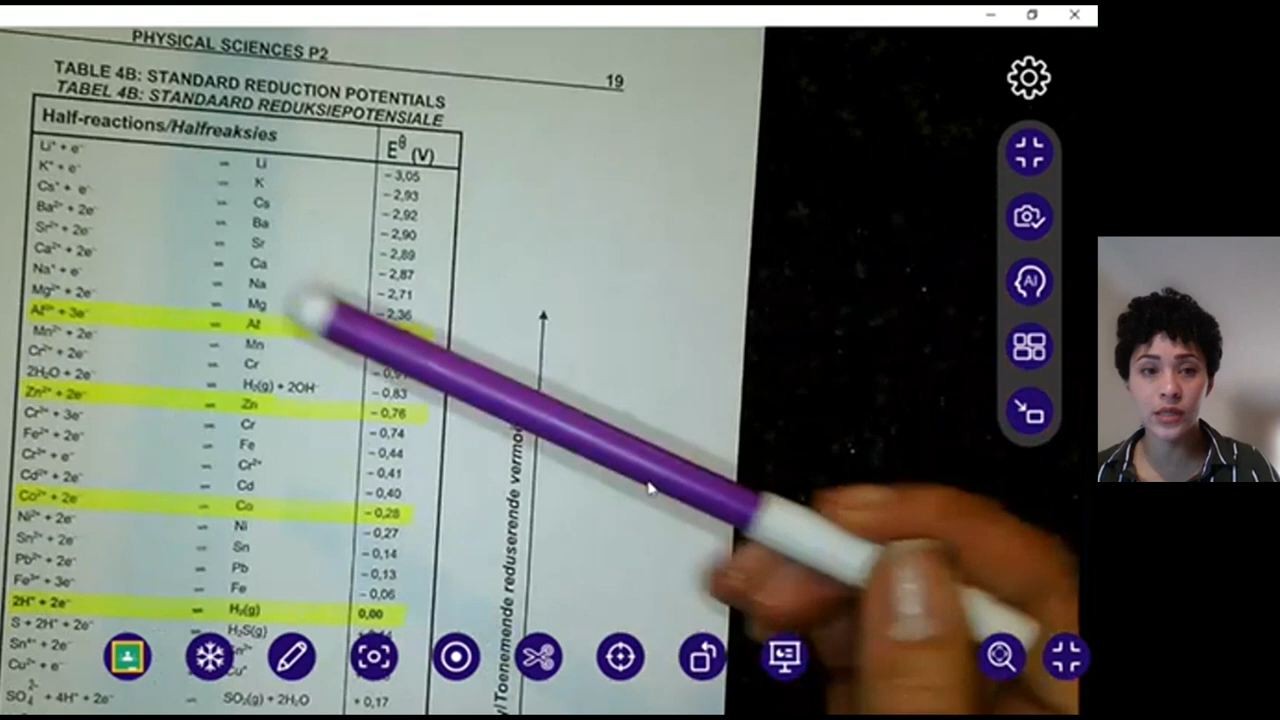 PHYSICAL SCIENCES P2
19
TABLE 4B: STANDARD REDUCTION POTENTIALS
TABEL 4B: STANDAARD REDUKSIEPOTENSIALE
Half-reactions/Halfreaksies Eθ (V)
Li⁺ + e⁻ ⇌ Li − 3,05
K⁺ + e⁻ ⇌ K − 2,93
Cs⁺ + e⁻ ⇌ Cs − 2,92
Ba²⁺ + 2e⁻ ⇌ Ba − 2,90
Sr²⁺ + 2e⁻ ⇌ Sr − 2,89
Ca²⁺ + 2e⁻ ⇌ Ca − 2,87
Na⁺ + e⁻ ⇌ Na − 2,71
Mg²⁺ + 2e⁻ ⇌ Mg − 2,36
Aℓ³⁺ + 3e⁻ ⇌ Aℓ
Mn²⁺ + 2e⁻ ⇌ Mn
Cr²⁺ + 2e⁻ ⇌ Cr − 0,91
2H₂O + 2e⁻ ⇌ H₂(g) + 2OH⁻ − 0,83
Zn²⁺ + 2e⁻ ⇌ Zn − 0,76
Cr³⁺ + 3e⁻ ⇌ Cr − 0,74
Fe²⁺ + 2e⁻ ⇌ Fe − 0,44
Cr³⁺ + e⁻ ⇌ Cr²⁺ − 0,41
Cd²⁺ + 2e⁻ ⇌ Cd − 0,40
Co²⁺ + 2e⁻ ⇌ Co − 0,28
Ni²⁺ + 2e⁻ ⇌ Ni − 0,27
Sn²⁺ + 2e⁻ ⇌ Sn − 0,14
Pb²⁺ + 2e⁻ ⇌ Pb − 0,13
Fe³⁺ + 3e⁻ ⇌ Fe − 0,06
2H⁺ + 2e⁻ ⇌ H₂(g) 0,00
S + 2H⁺ + 2e⁻ ⇌ H₂S(g)
Sn⁴⁺ + 2e⁻ Sn²⁺
Cu²⁺ + e⁻ Cu⁺
SO₄²⁻ + 4H⁺ + 2e⁻ ⇌ SO₂(g) + 2H₂O + 0,17
Toenemende reduserende
AI